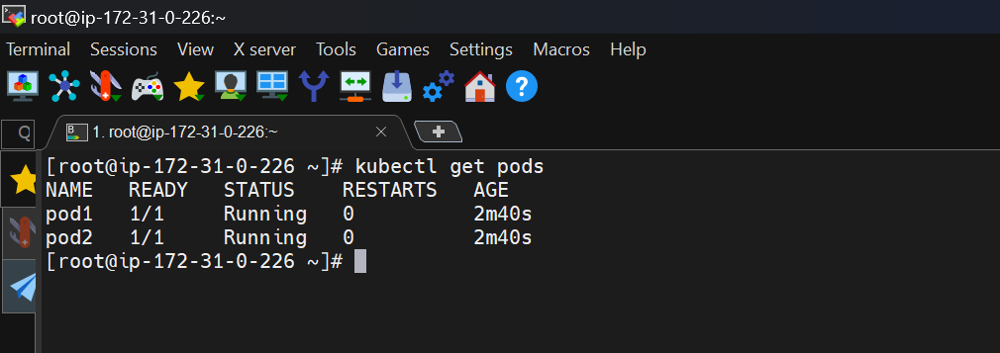 root@ip-172-31-0-226:~
Terminal Sessions View X server Tools Games Settings Macros Help
1. root@ip-172-31-0-226:~
[root@ip-172-31-0-226 ~]# kubectl get pods
NAME READY STATUS RESTARTS AGE
pod1 1/1 Running 0 2m40s
pod2 1/1 Running 0 2m40s
[root@ip-172-31-0-226 ~]#